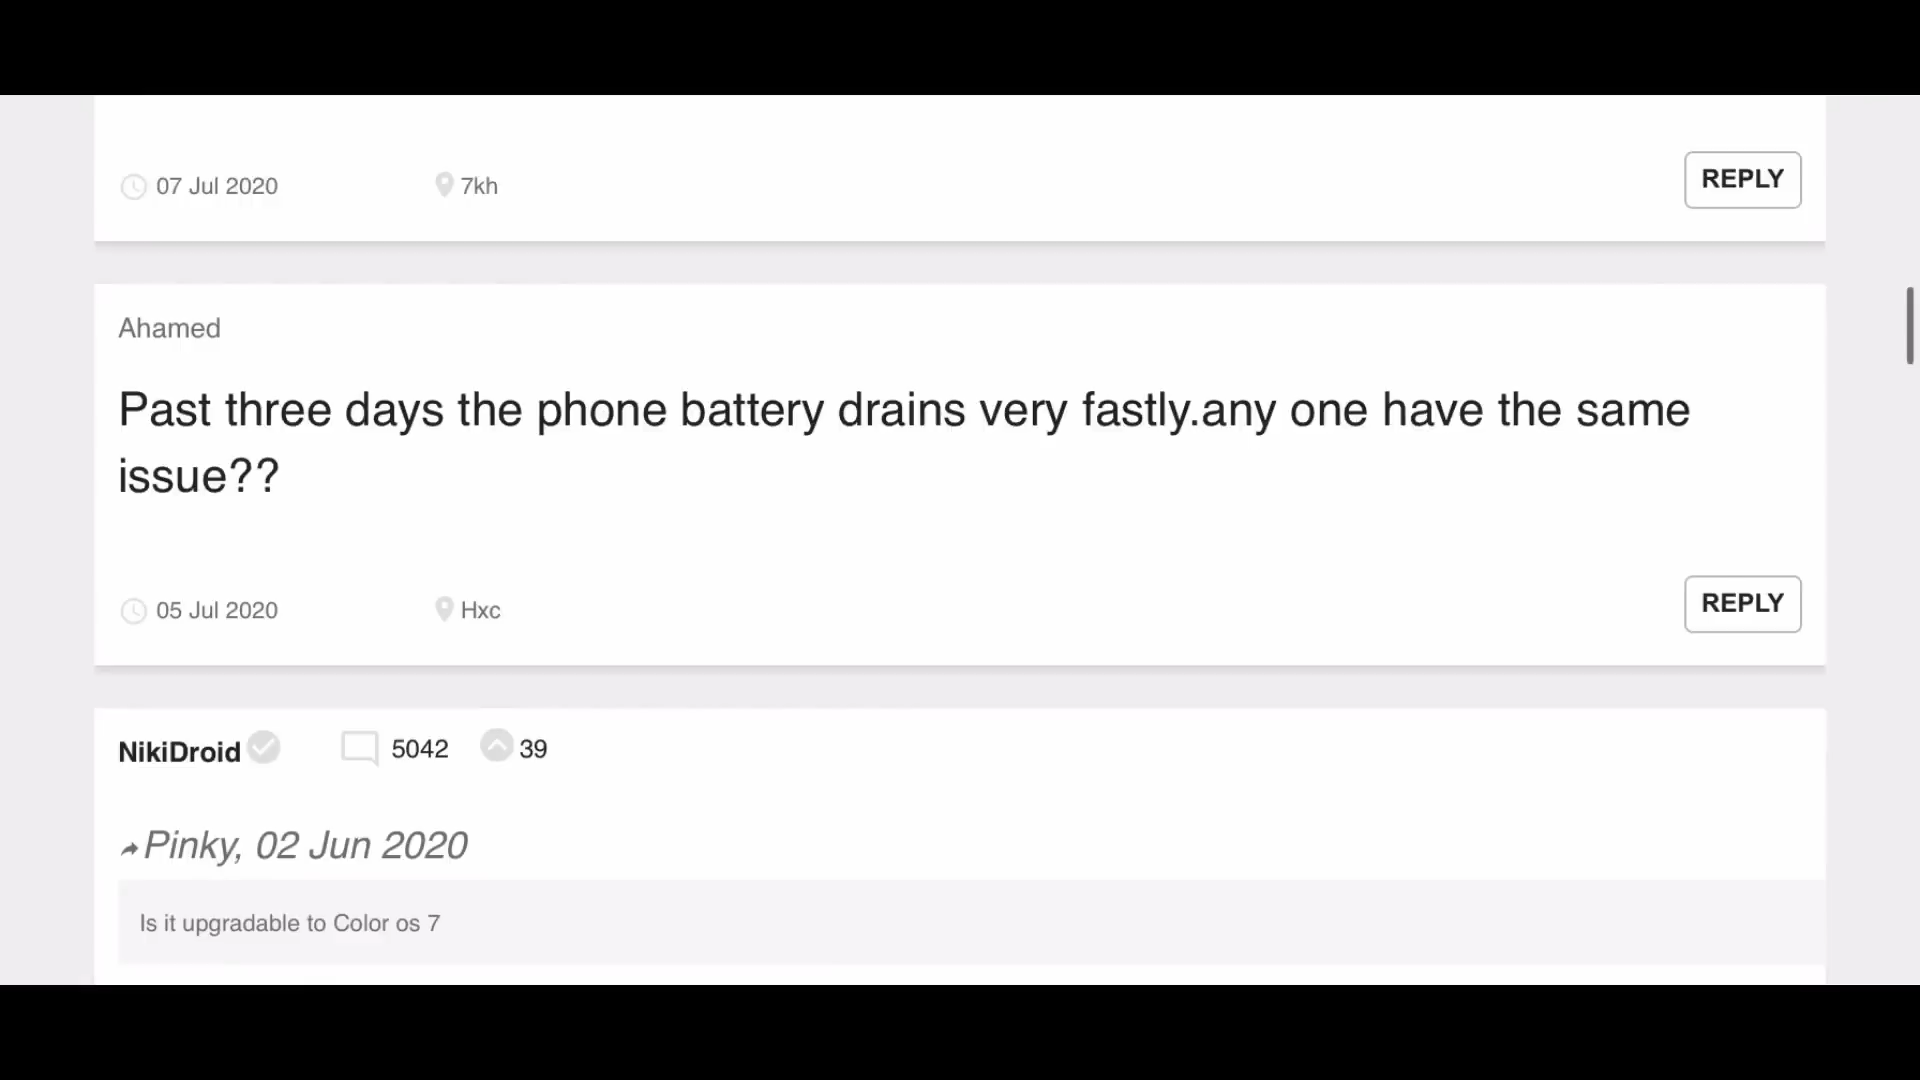 07 Jul 2020 7kh REPLY
Ahamed
Past three days the phone battery drains very fastly.any one have the same
issue??
05 Jul 2020 Hxc REPLY
NikiDroid 5042 39
Pinky, 02 Jun 2020
Is it upgradable to Color os 7